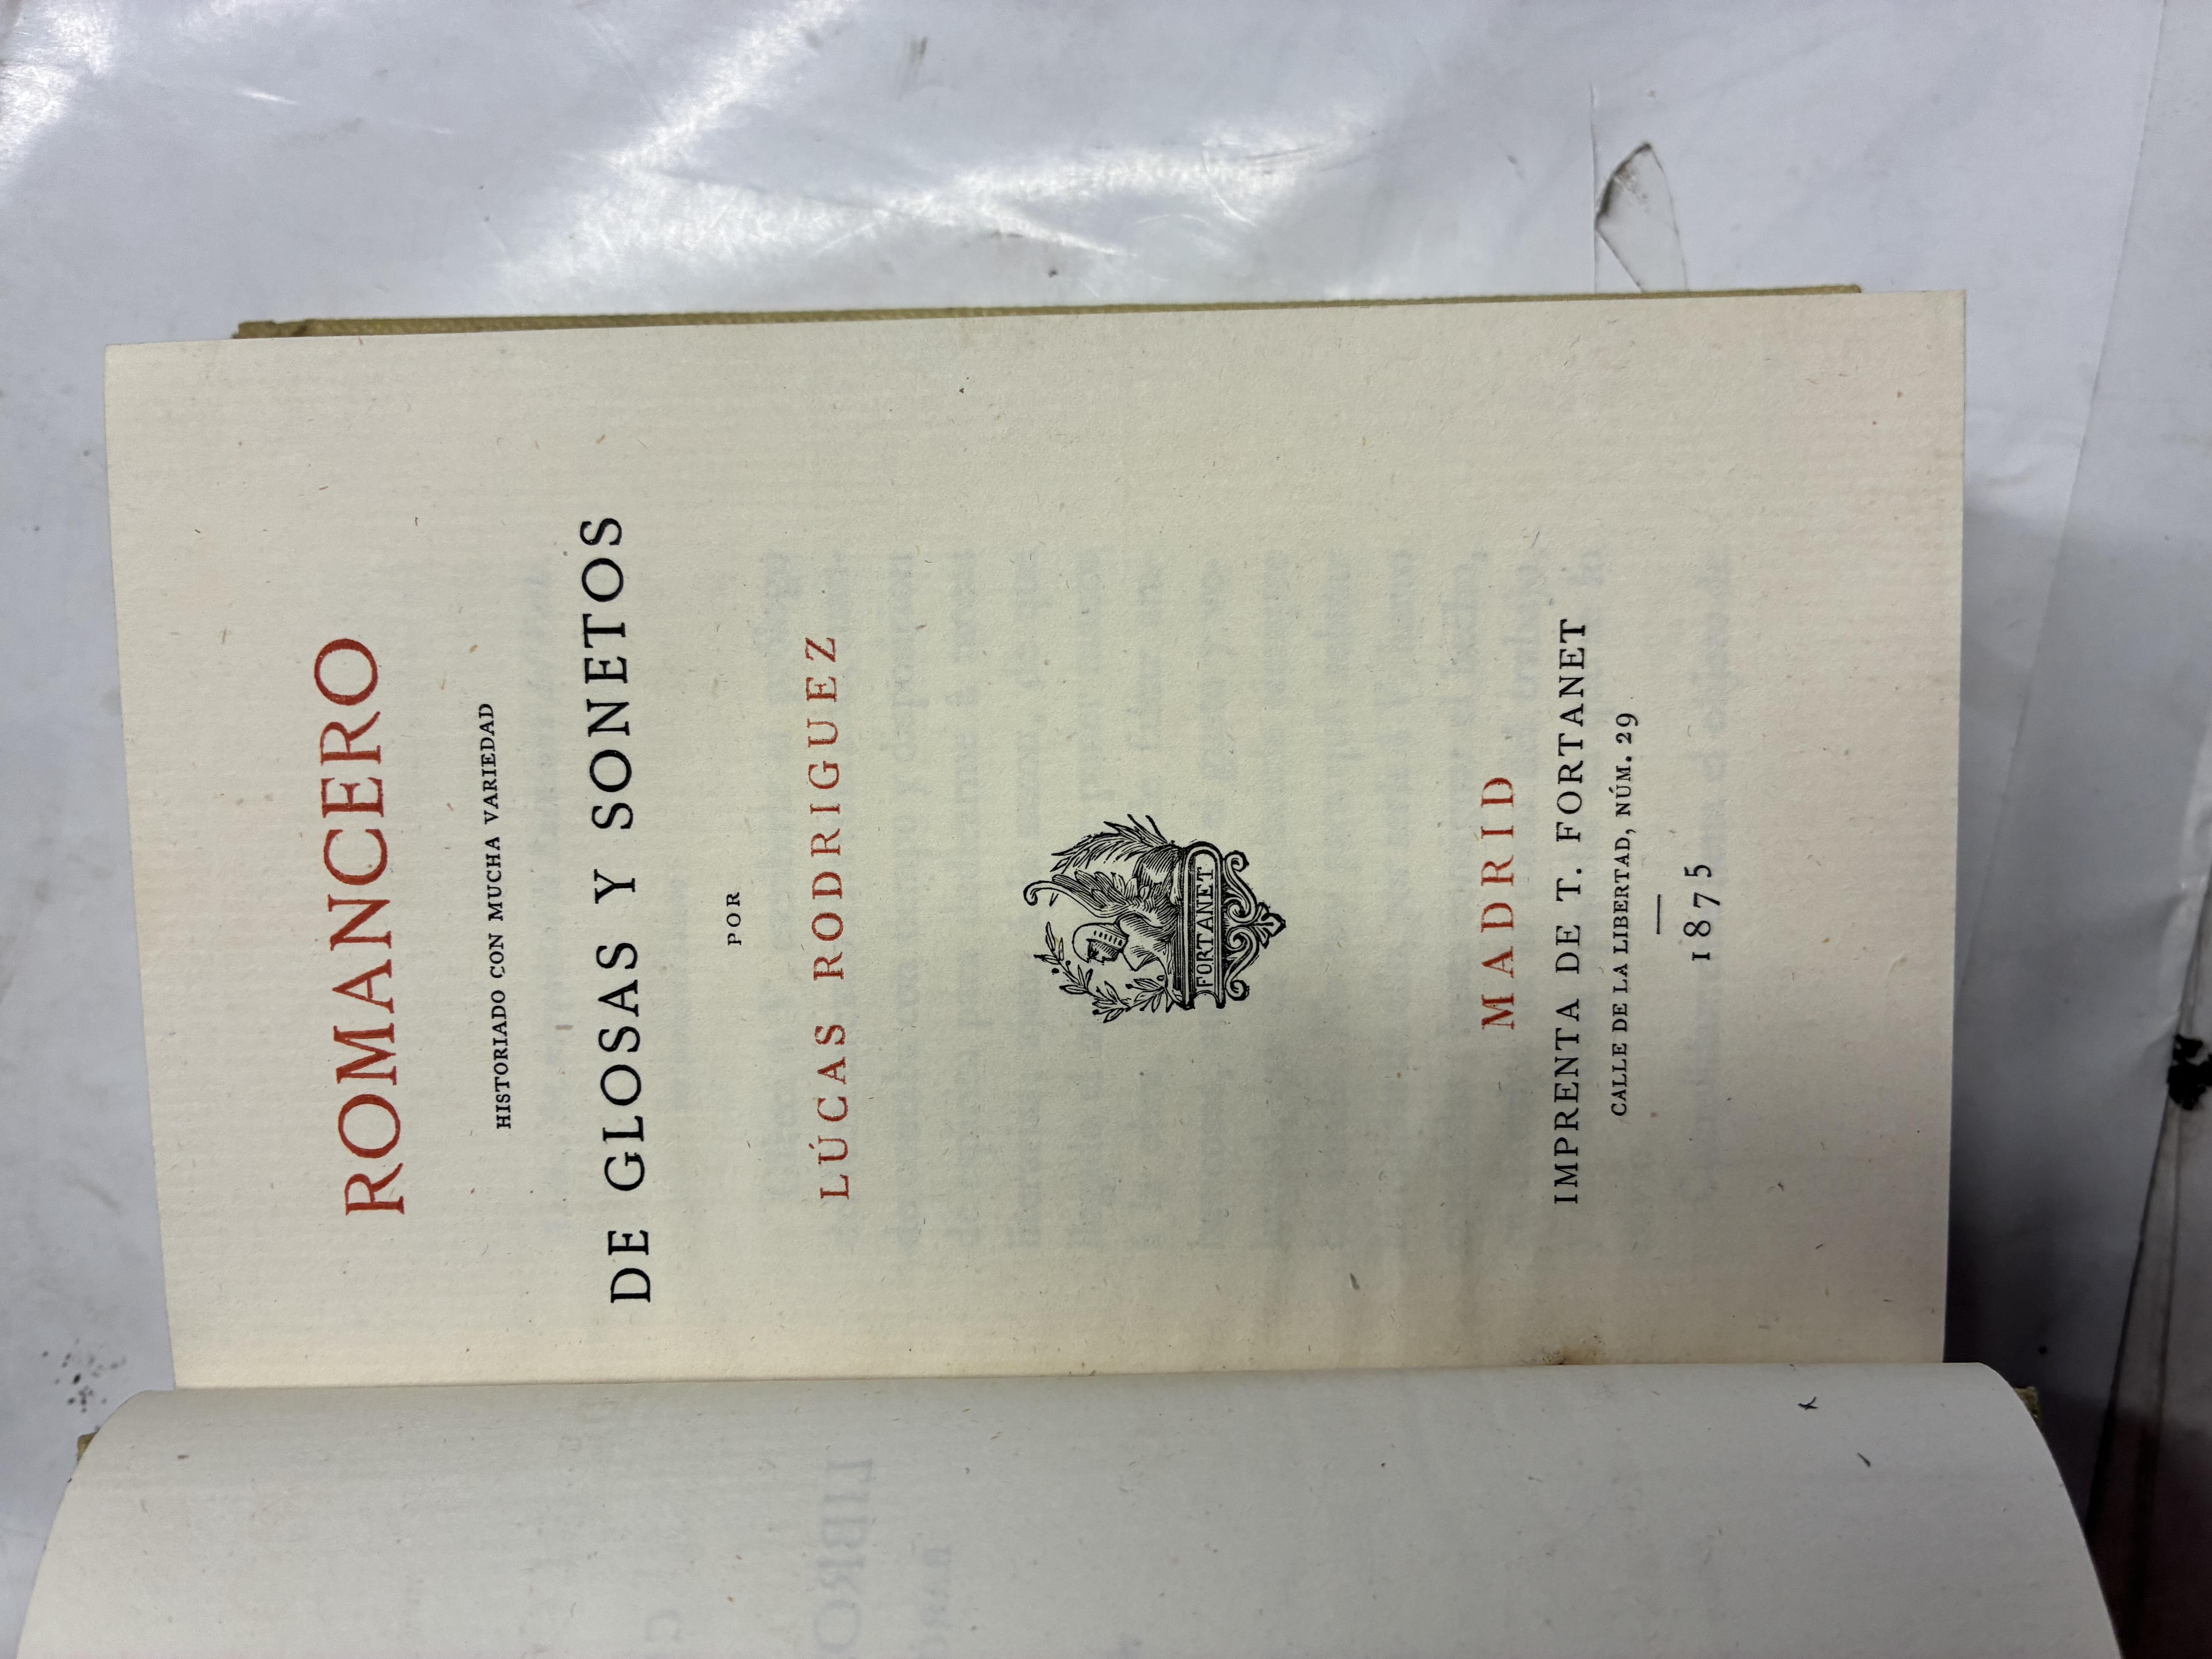 ROMANCERO
HISTORIADO CON MUCHA VARIEDAD
DE GLOSAS Y SONETOS
POR
LÚCAS RODRIGUEZ
FORTANET
MADRID
IMPRENTA DE T. FORTANET
CALLE DE LA LIBERTAD, NÚM. 29
1875
LIBRO